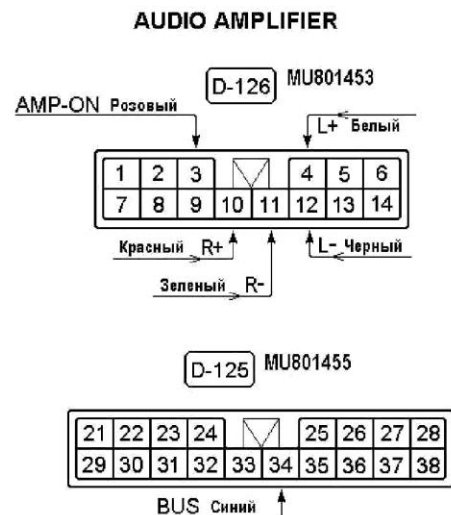 AUDIO AMPLIFIER
D-126 MU801453
AMP-ON Розовый
L+ Белый
1 2 3 4 5 6
7 8 9 10 11 12 13 14
Красный R+
L- Черный
Зеленый R-
D-125 MU801455
21 22 23 24 25 26 27 28
29 30 31 32 33 34 35 36 37 38
BUS Синий